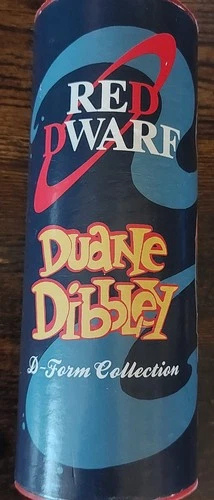 RED
DWARF
Duane
Dibbley
D-Form Collection